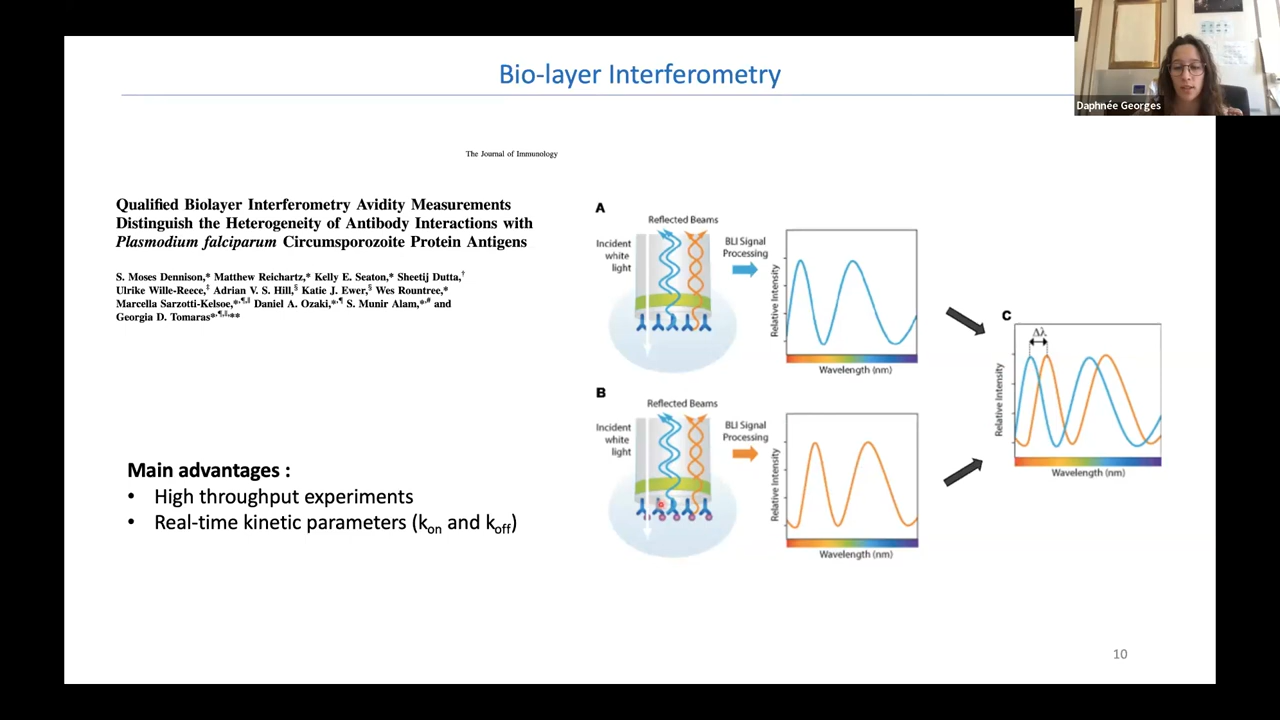 Bio-layer Interferometry
Daphnée Georges
The Journal of Immunology
Qualified Biolayer Interferometry Avidity Measurements
Distinguish the Heterogeneity of Antibody Interactions with
Plasmodium falciparum Circumsporozoite Protein Antigens
S. Moses Dennison,* Matthew Reichartz,* Kelly E. Seaton,* Sheetij Dutta,†
Ulrike Wille-Reece,‡ Adrian V. S. Hill,§ Katie J. Ewer,§ Wes Rountree,*
Marcella Sarzotti-Kelsoe,*,¶,‖ Daniel A. Ozaki,*,¶ S. Munir Alam,*,# and
Georgia D. Tomaras*,¶,‖,**
Main advantages :
• High throughput experiments
• Real-time kinetic parameters (kon and koff)
A
Reflected Beams
Incident
white
light
BLI Signal
Processing
Relative Intensity
Wavelength (nm)
B
Reflected Beams
Incident
white
light
BLI Signal
Processing
Relative Intensity
Wavelength (nm)
C
Δλ
Relative Intensity
Wavelength (nm)
10